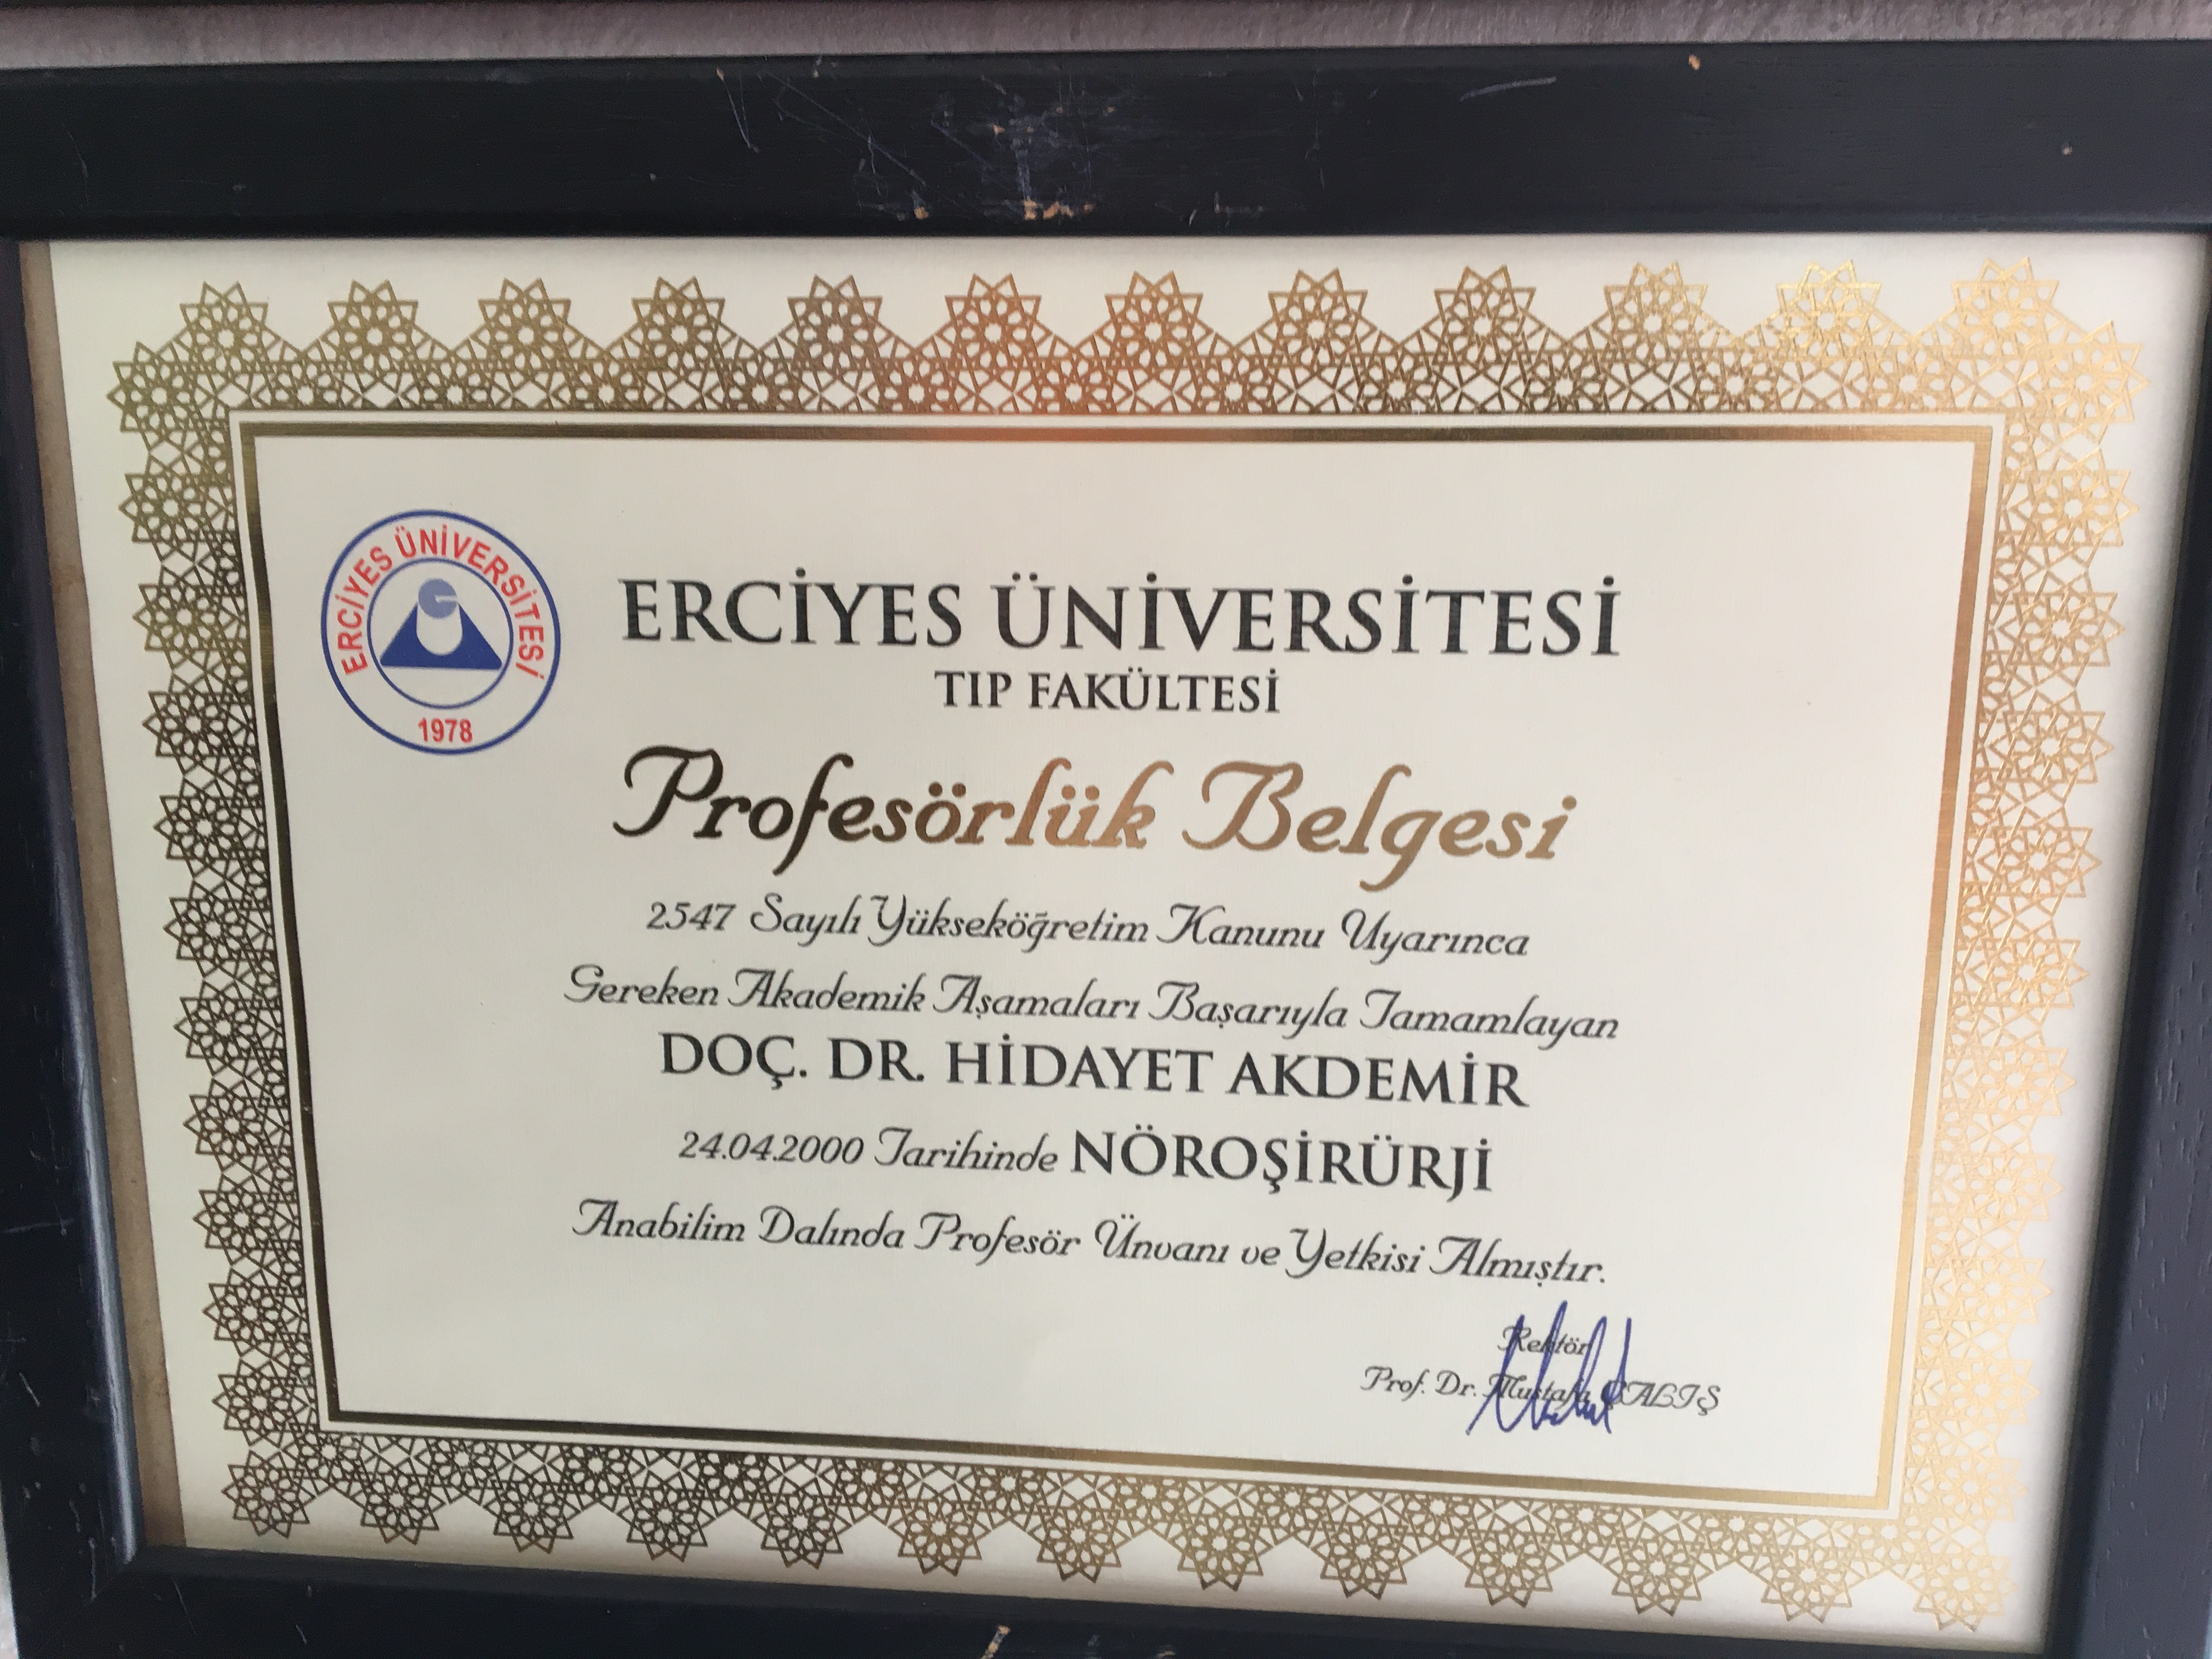 ERCİYES ÜNİVERSİTESİ
1978
ERCİYES ÜNİVERSİTESİ
TIP FAKÜLTESİ
Profesörlük Belgesi
2547 Sayılı Yükseköğretim Kanunu Uyarınca
Gereken Akademik Aşamaları Başarıyla Tamamlayan
DOÇ. DR. HİDAYET AKDEMİR
24.04.2000 Tarihinde NÖROŞİRÜRJİ
Anabilim Dalında Profesör Ünvanı ve Yetkisi Almıştır.
Rektör
Prof. Dr. Mustafa ÇALIŞ